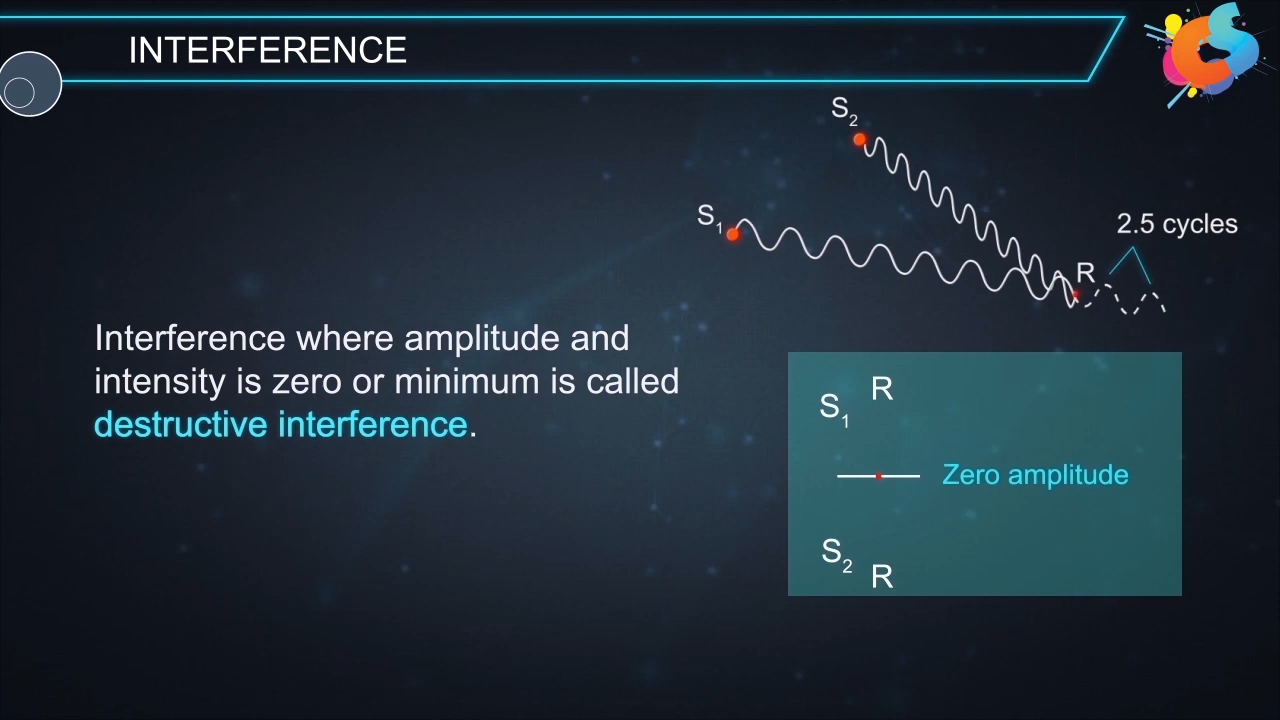 INTERFERENCE
S2
S1
2.5 cycles
R
Interference where amplitude and
intensity is zero or minimum is called
destructive interference.
R
S1
Zero amplitude
S2
R